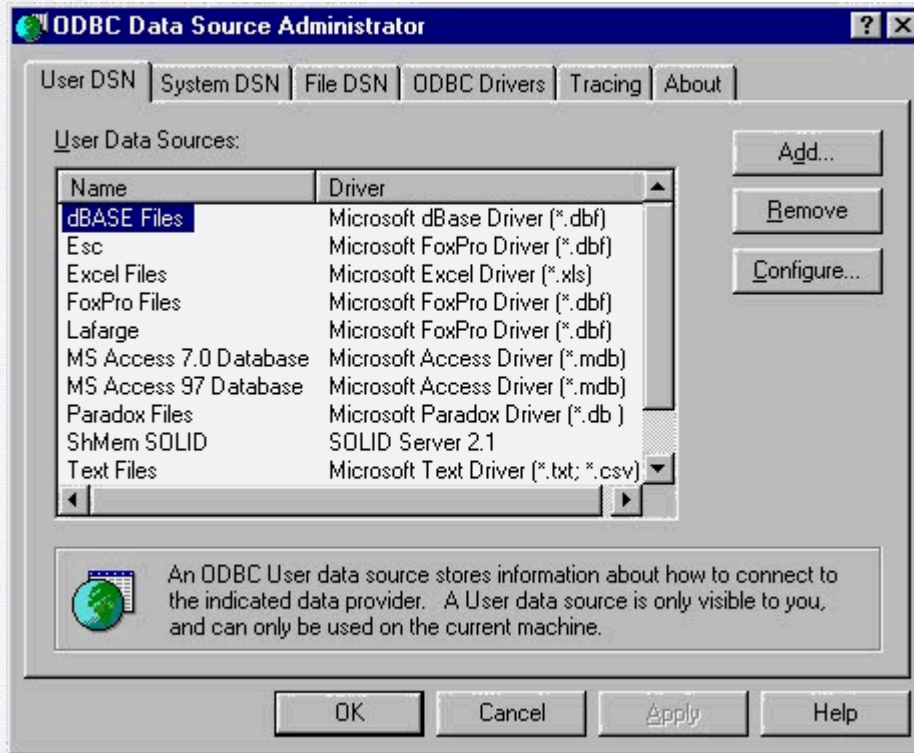 ODBC Data Source Administrator
User DSN System DSN File DSN ODBC Drivers Tracing About
User Data Sources:
Add...
Name Driver
dBASE Files Microsoft dBase Driver (*.dbf)
Remove
Esc Microsoft FoxPro Driver (*.dbf)
Excel Files Microsoft Excel Driver (*.xls)
Configure...
FoxPro Files Microsoft FoxPro Driver (*.dbf)
Lafarge Microsoft FoxPro Driver (*.dbf)
MS Access 7.0 Database Microsoft Access Driver (*.mdb)
MS Access 97 Database Microsoft Access Driver (*.mdb)
Paradox Files Microsoft Paradox Driver (*.db )
ShMem SOLID SOLID Server 2.1
Text Files Microsoft Text Driver (*.txt; *.csv)
An ODBC User data source stores information about how to connect to
the indicated data provider. A User data source is only visible to you,
and can only be used on the current machine.
OK Cancel Apply Help